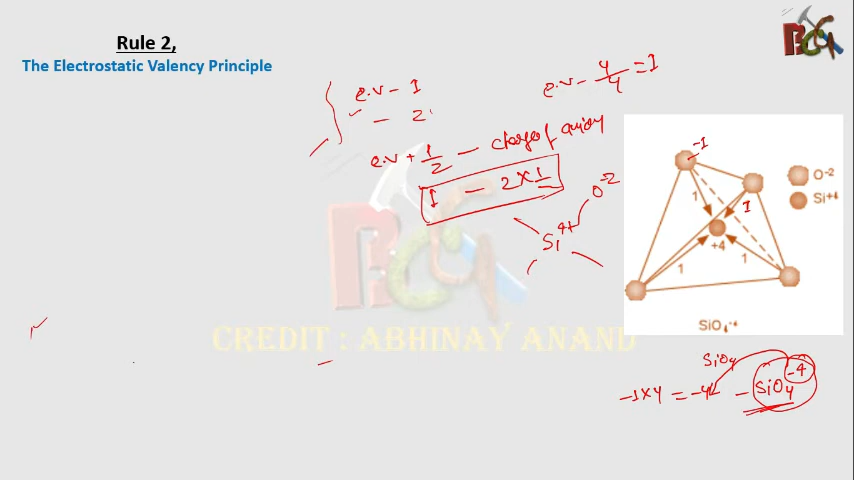 Rule 2,
The Electrostatic Valency Principle
e.v - 1
- 2
e.v - 4/4 = 1
e.v + 1/2 - charge of anion
1 - 2 x 1/2
O-2
Si4+
-1
1
1
+4
1
1
O-2
Si+4
SiO4-4
CREDIT : ABHINAY ANAND
SiO4
-1x4 = -4 - SiO4-4